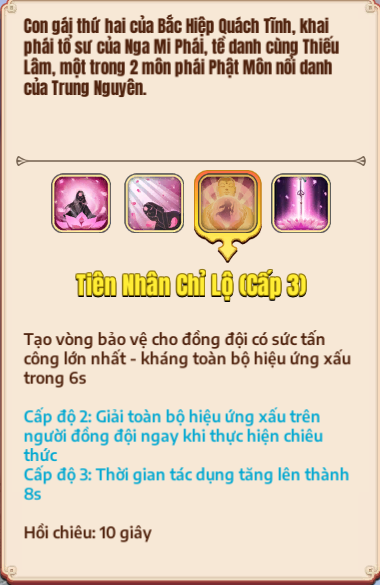 Con gái thứ hai của Bắc Hiệp Quách Tĩnh, khai
phái tổ sư của Nga Mi Phái, tề danh cùng Thiếu
Lâm, một trong 2 môn phái Phật Môn nổi danh
của Trung Nguyên.
Tiên Nhân Chỉ Lộ (Cấp 3)
Tạo vòng bảo vệ cho đồng đội có sức tấn
công lớn nhất - kháng toàn bộ hiệu ứng xấu
trong 6s
Cấp độ 2: Giải toàn bộ hiệu ứng xấu trên
người đồng đội ngay khi thực hiện chiêu
thức
Cấp độ 3: Thời gian tác dụng tăng lên thành
8s
Hồi chiêu: 10 giây